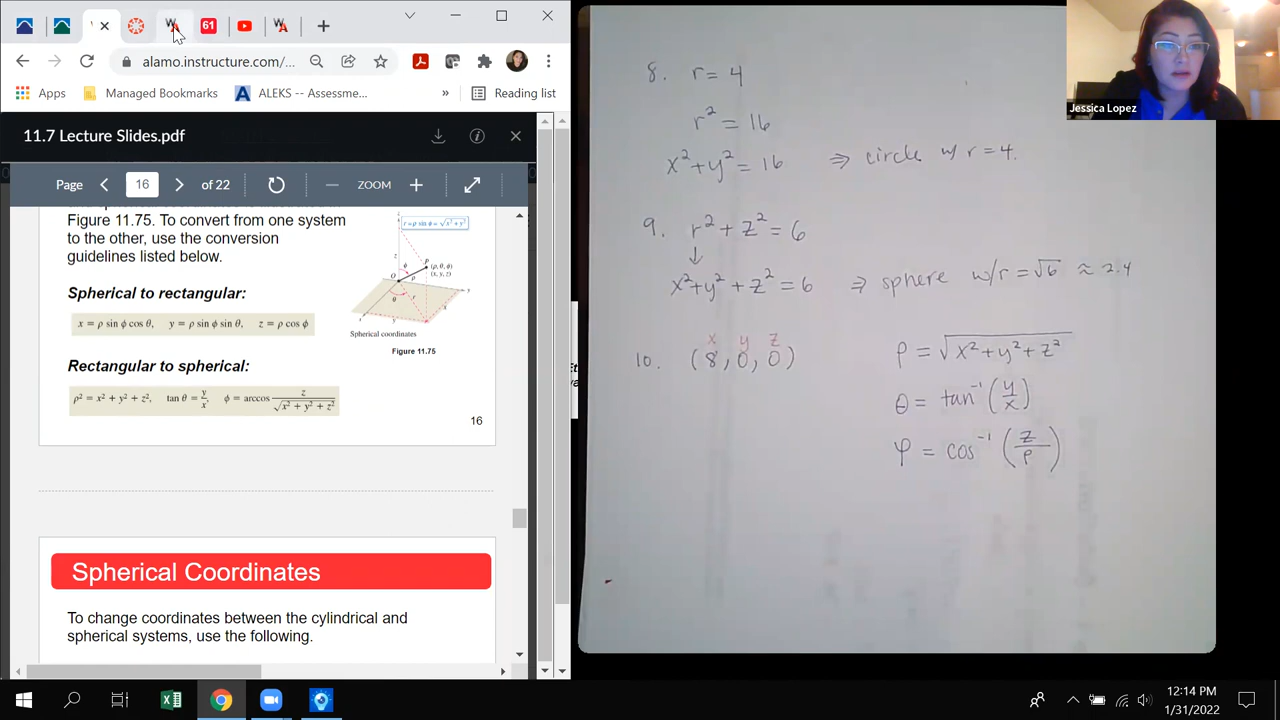 61
alamo.instructure.com/...
Apps
Managed Bookmarks
ALEKS -- Assessme...
»
Reading list
11.7 Lecture Slides.pdf
Page
16
of 22
ZOOM
Figure 11.75. To convert from one system
to the other, use the conversion
guidelines listed below.
Spherical to rectangular:
x = ρ sin ϕ cos θ, y = ρ sin ϕ sin θ, z = ρ cos ϕ
Rectangular to spherical:
ρ² = x² + y² + z², tan θ = y/x, ϕ = arccos z/√(x² + y² + z²)
r = ρ sin ϕ = √(x² + y²)
z
P
(ρ, θ, ϕ)
(x, y, z)
O
ϕ
ρ
θ
r
y
x
Spherical coordinates
Figure 11.75
16
Spherical Coordinates
To change coordinates between the cylindrical and
spherical systems, use the following.
8. r = 4
r² = 16
x² + y² = 16 ⇒ circle w/ r = 4.
9. r² + z² = 6
↓
x² + y² + z² = 6 ⇒ sphere w/ r = √6 ≈ 2.4
x y z
10. (8, 0, 0)
ρ = √(x² + y² + z²)
θ = tan⁻¹(y/x)
φ = cos⁻¹(z/ρ)
Jessica Lopez
12:14 PM
1/31/2022